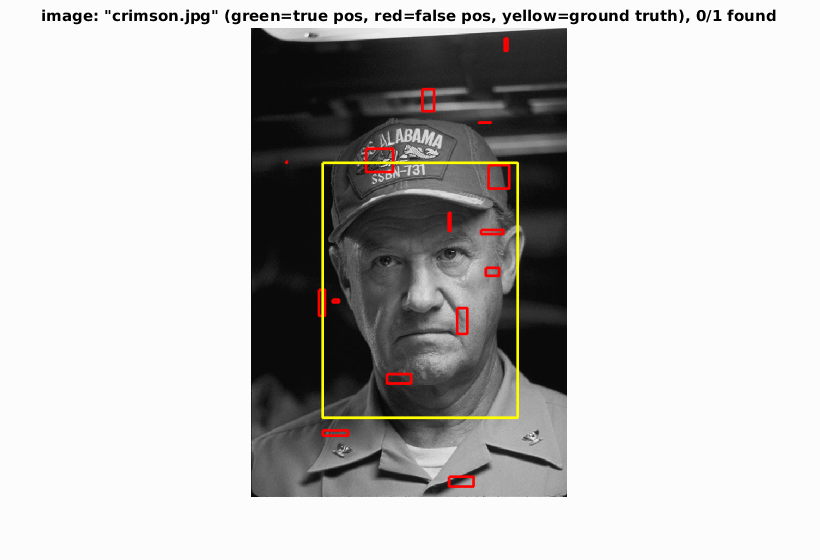 image: "crimson.jpg" (green=true pos, red=false pos, yellow=ground truth), 0/1 found
ALABAMA
SSBN-731